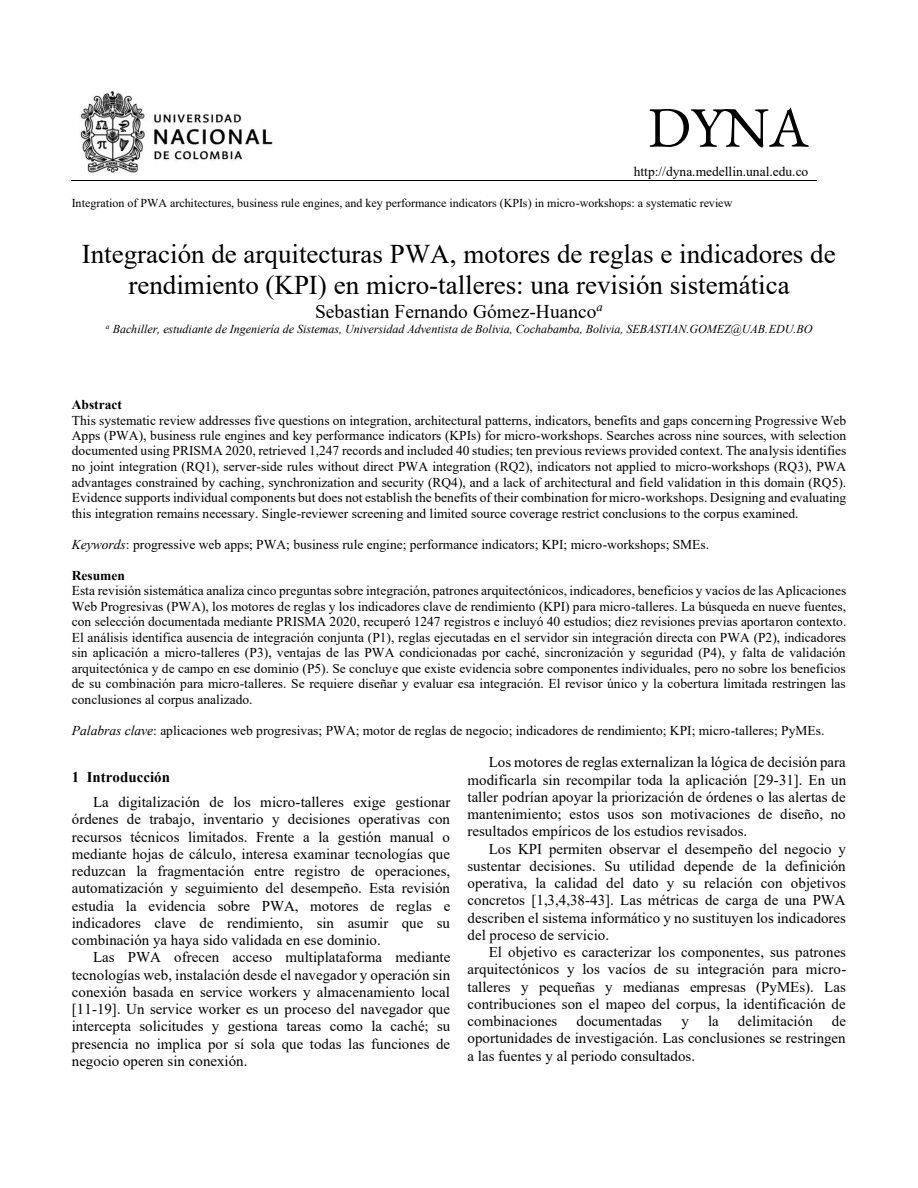 UNIVERSIDAD
NACIONAL
DE COLOMBIA
DYNA
http://dyna.medellin.unal.edu.co
Integration of PWA architectures, business rule engines, and key performance indicators (KPIs) in micro-workshops: a systematic review
Integración de arquitecturas PWA, motores de reglas e indicadores de
rendimiento (KPI) en micro-talleres: una revisión sistemática
Sebastian Fernando Gómez-Huanco^a
^a Bachiller, estudiante de Ingeniería de Sistemas, Universidad Adventista de Bolivia, Cochabamba, Bolivia, SEBASTIAN.GOMEZ@UAB.EDU.BO
Abstract
This systematic review addresses five questions on integration, architectural patterns, indicators, benefits and gaps concerning Progressive Web
Apps (PWA), business rule engines and key performance indicators (KPIs) for micro-workshops. Searches across nine sources, with selection
documented using PRISMA 2020, retrieved 1,247 records and included 40 studies; ten previous reviews provided context. The analysis identifies
no joint integration (RQ1), server-side rules without direct PWA integration (RQ2), indicators not applied to micro-workshops (RQ3), PWA
advantages constrained by caching, synchronization and security (RQ4), and a lack of architectural and field validation in this domain (RQ5).
Evidence supports individual components but does not establish the benefits of their combination for micro-workshops. Designing and evaluating
this integration remains necessary. Single-reviewer screening and limited source coverage restrict conclusions to the corpus examined.
Keywords: progressive web apps; PWA; business rule engine; performance indicators; KPI; micro-workshops; SMEs.
Resumen
Esta revisión sistemática analiza cinco preguntas sobre integración, patrones arquitectónicos, indicadores, beneficios y vacíos de las Aplicaciones
Web Progresivas (PWA), los motores de reglas y los indicadores clave de rendimiento (KPI) para micro-talleres. La búsqueda en nueve fuentes,
con selección documentada mediante PRISMA 2020, recuperó 1247 registros e incluyó 40 estudios; diez revisiones previas aportaron contexto.
El análisis identifica ausencia de integración conjunta (P1), reglas ejecutadas en el servidor sin integración directa con PWA (P2), indicadores
sin aplicación a micro-talleres (P3), ventajas de las PWA condicionadas por caché, sincronización y seguridad (P4), y falta de validación
arquitectónica y de campo en ese dominio (P5). Se concluye que existe evidencia sobre componentes individuales, pero no sobre los beneficios
de su combinación para micro-talleres. Se requiere diseñar y evaluar esa integración. El revisor único y la cobertura limitada restringen las
conclusiones al corpus analizado.
Palabras clave: aplicaciones web progresivas; PWA; motor de reglas de negocio; indicadores de rendimiento; KPI; micro-talleres; PyMEs.
1 Introducción
La digitalización de los micro-talleres exige gestionar
órdenes de trabajo, inventario y decisiones operativas con
recursos técnicos limitados. Frente a la gestión manual o
mediante hojas de cálculo, interesa examinar tecnologías que
reduzcan la fragmentación entre registro de operaciones,
automatización y seguimiento del desempeño. Esta revisión
estudia la evidencia sobre PWA, motores de reglas e
indicadores clave de rendimiento, sin asumir que su
combinación ya haya sido validada en ese dominio.
Las PWA ofrecen acceso multiplataforma mediante
tecnologías web, instalación desde el navegador y operación sin
conexión basada en service workers y almacenamiento local
[11-19]. Un service worker es un proceso del navegador que
intercepta solicitudes y gestiona tareas como la caché; su
presencia no implica por sí sola que todas las funciones de
negocio operen sin conexión.
Los motores de reglas externalizan la lógica de decisión para
modificarla sin recompilar toda la aplicación [29-31]. En un
taller podrían apoyar la priorización de órdenes o las alertas de
mantenimiento; estos usos son motivaciones de diseño, no
resultados empíricos de los estudios revisados.
Los KPI permiten observar el desempeño del negocio y
sustentar decisiones. Su utilidad depende de la definición
operativa, la calidad del dato y su relación con objetivos
concretos [1,3,4,38-43]. Las métricas de carga de una PWA
describen el sistema informático y no sustituyen los indicadores
del proceso de servicio.
El objetivo es caracterizar los componentes, sus patrones
arquitectónicos y los vacíos de su integración para micro-
talleres y pequeñas y medianas empresas (PyMEs). Las
contribuciones son el mapeo del corpus, la identificación de
combinaciones documentadas y la delimitación de
oportunidades de investigación. Las conclusiones se restringen
a las fuentes y al periodo consultados.